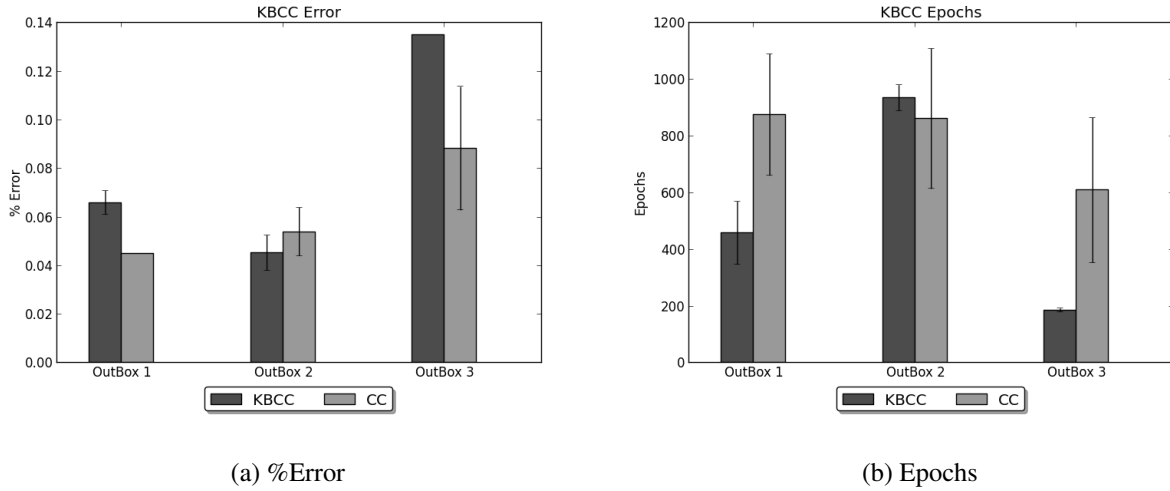 KBCC Error
0.14
0.12
0.10
0.08
0.06
0.04
0.02
0.00
% Error
OutBox 1 OutBox 2 OutBox 3
KBCC CC
(a) %Error
KBCC Epochs
1200
1000
800
600
400
200
0
Epochs
OutBox 1 OutBox 2 OutBox 3
KBCC CC
(b) Epochs